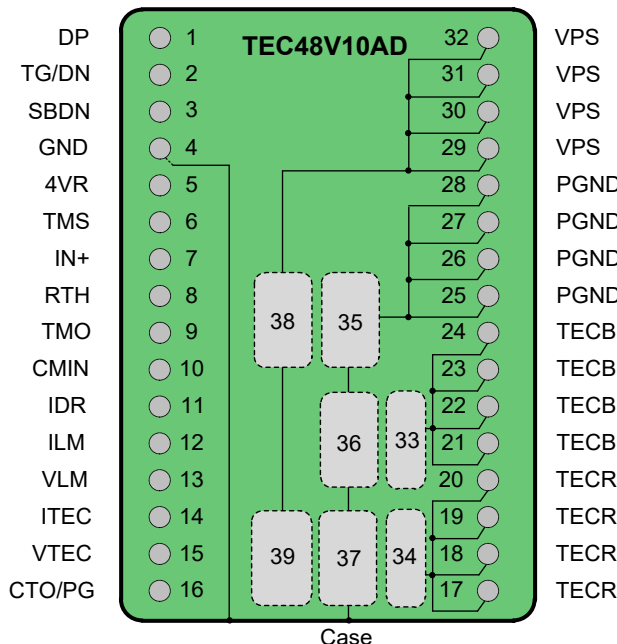 TEC48V10AD
DP 1 32 VPS
TG/DN 2 31 VPS
SBDN 3 30 VPS
GND 4 29 VPS
4VR 5 28 PGND
TMS 6 27 PGND
IN+ 7 26 PGND
RTH 8 25 PGND
TMO 9 24 TECB
CMIN 10 23 TECB
IDR 11 22 TECB
ILM 12 21 TECB
VLM 13 20 TECR
ITEC 14 19 TECR
VTEC 15 18 TECR
CTO/PG 16 17 TECR
38 35
36 33
39 37 34
Case